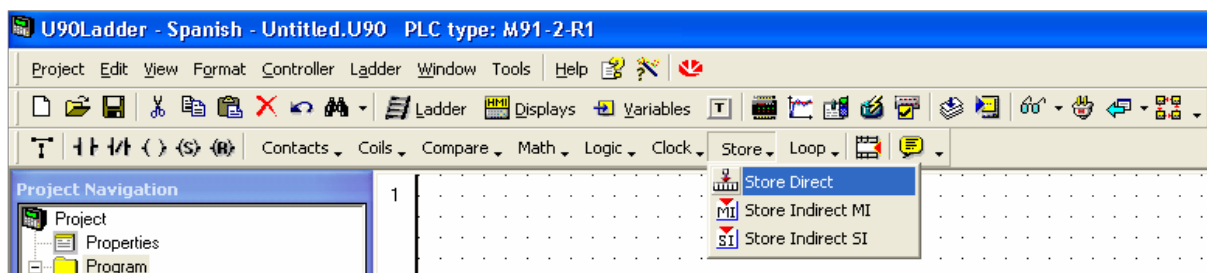 U90Ladder - Spanish - Untitled.U90 PLC type: M91-2-R1
Project Edit View Format Controller Ladder Window Tools Help
Ladder HMI Displays Variables T
(S) (R) Contacts Coils Compare Math Logic Clock Store Loop
Project Navigation
1
Store Direct
MI Store Indirect MI
SI Store Indirect SI
Project
Properties
Program